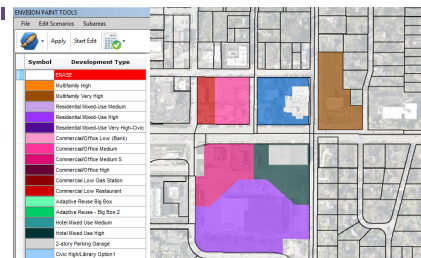 ENVISION PAINT TOOLS
File Edit Scenarios Subareas
Apply Start Edit
Symbol Development Type
ERASE
Multifamily High
Multifamily Very High
Residential Mixed-Use Medium
Residential Mixed-Use High
Residential Mixed-Use Very High-Civic
Commercial/Office Low (Bank)
Commercial/Office Medium
Commercial/Office Medium S
Commercial/Office High
Commercial Low Gas Station
Commercial Low Restaurant
Adaptive Reuse Big Box
Adaptive Reuse - Big Box 2
Hotel Mixed Use Medium
Hotel Mixed Use High
2-story Parking Garage
Civic High/Library Option1